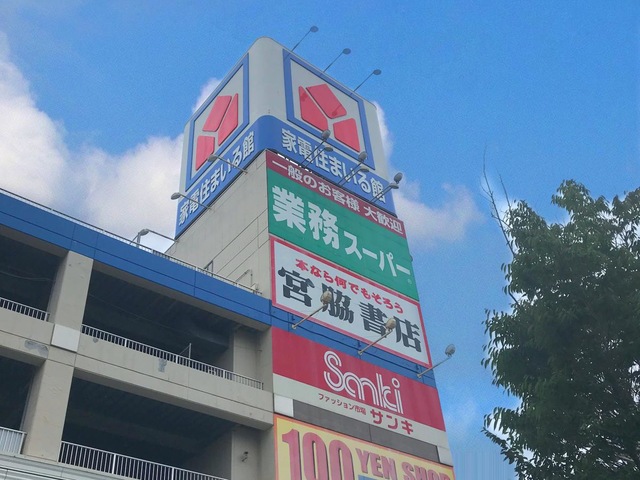 家電住まいる館
家電住まいる館
一般のお客様 大歓迎
業務スーパー
本なら何でもそろう
宮脇書店
Sanki
ファッション市場 サンキ
100 YEN SHOP